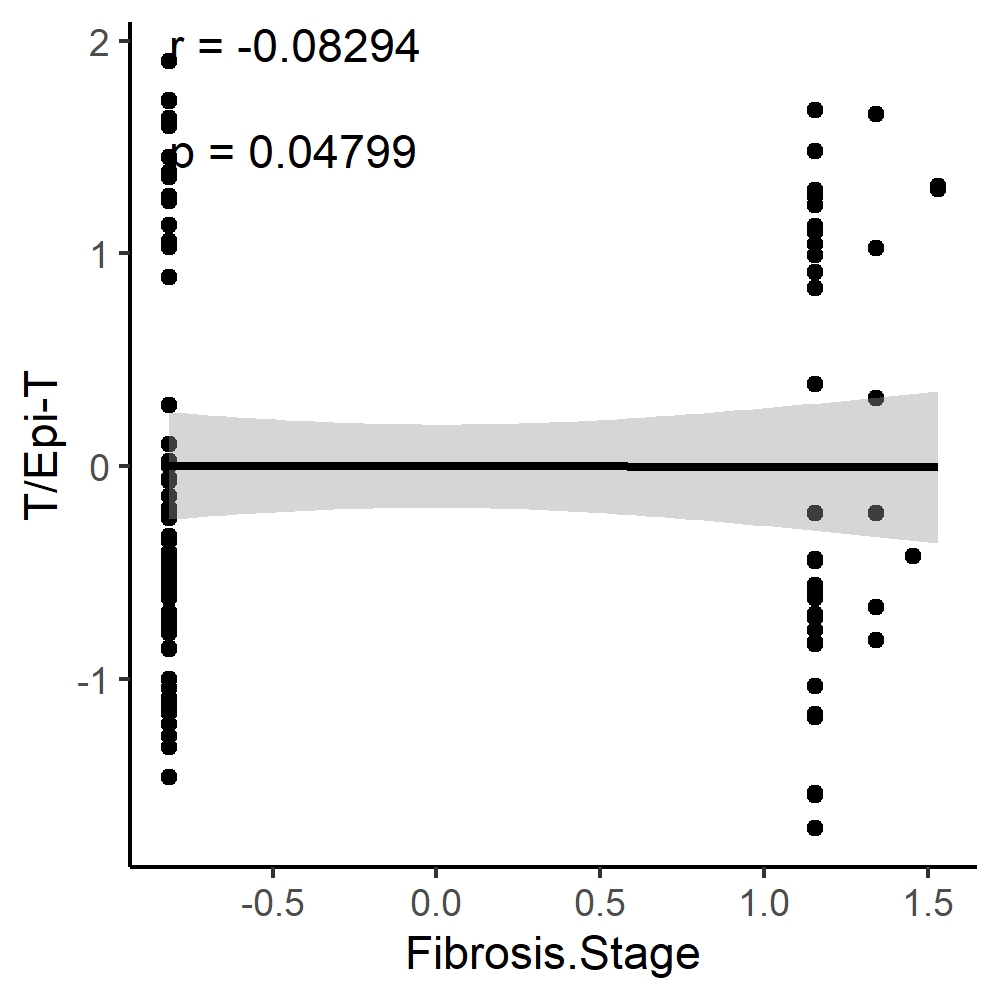 r = -0.08294
p = 0.04799
2
1
0
-1
T/Epi-T
-0.5 0.0 0.5 1.0 1.5
Fibrosis.Stage